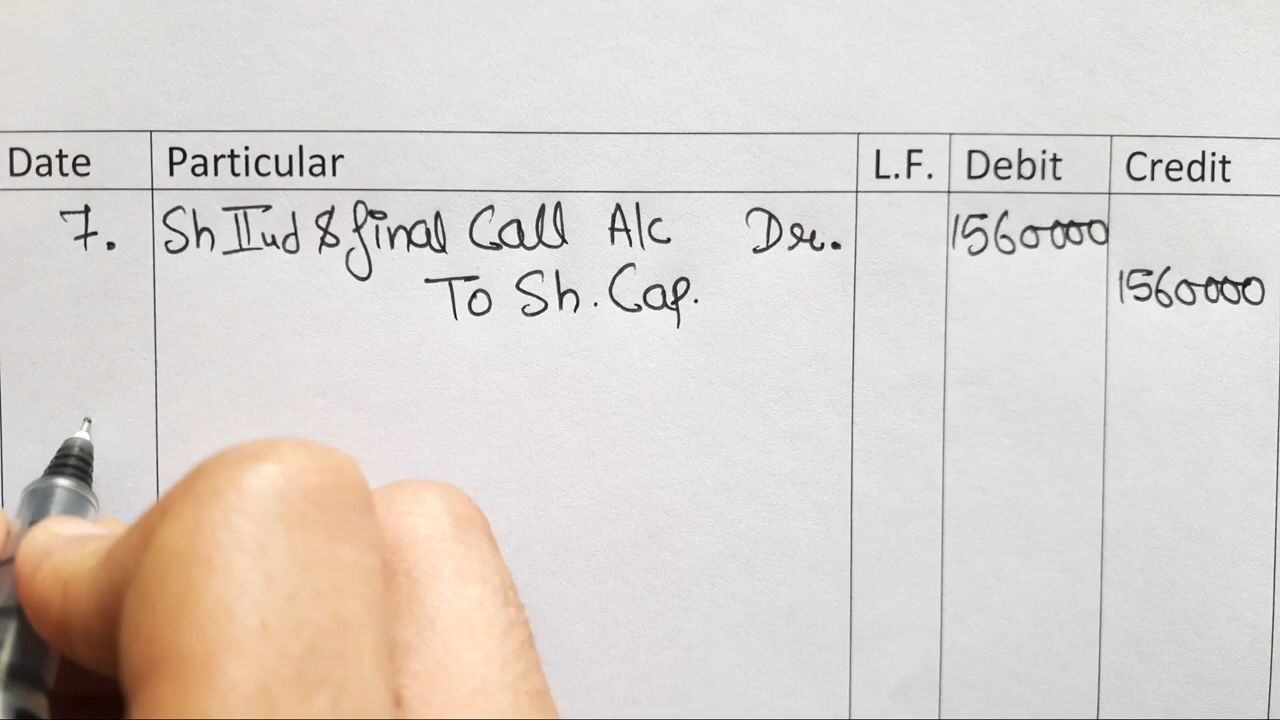 Date Particular L.F. Debit Credit
7. Sh IInd & final Call A/c Dr. 1560000
To Sh. Cap. 1560000